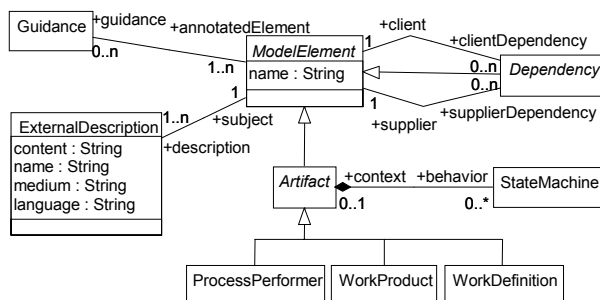 Guidance
+guidance
0..n
+annotatedElement
1..n
ModelElement
name : String
1
+client
+clientDependency
0..n
Dependency
0..n
+supplierDependency
1
+supplier
1
+subject
1..n
+description
ExternalDescription
content : String
name : String
medium : String
language : String
Artifact
+context
0..1
+behavior
0..*
StateMachine
ProcessPerformer
WorkProduct
WorkDefinition